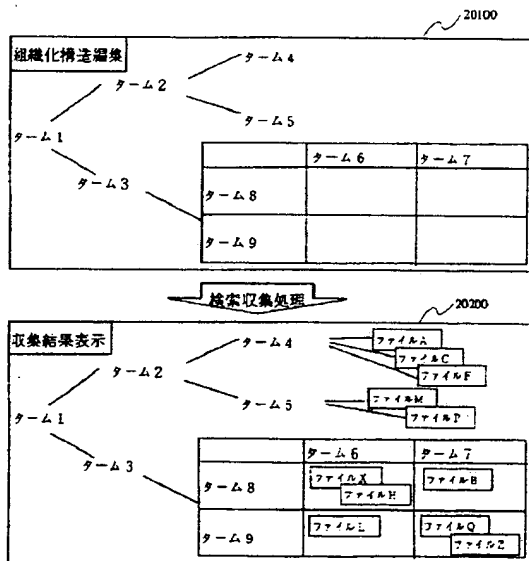 20100
組織化構造編集
ターム4
ターム2
ターム5
ターム1
ターム6 ターム7
ターム3
ターム8
ターム9
検索収集処理
20200
収集結果表示
ターム4 ファイルA
ファイルC
ターム2 ファイルF
ターム5 ファイルM
ファイルP
ターム1
ターム6 ターム7
ターム3
ターム8 ファイルX ファイルB
ファイルH
ターム9 ファイルL ファイルQ
ファイルZ